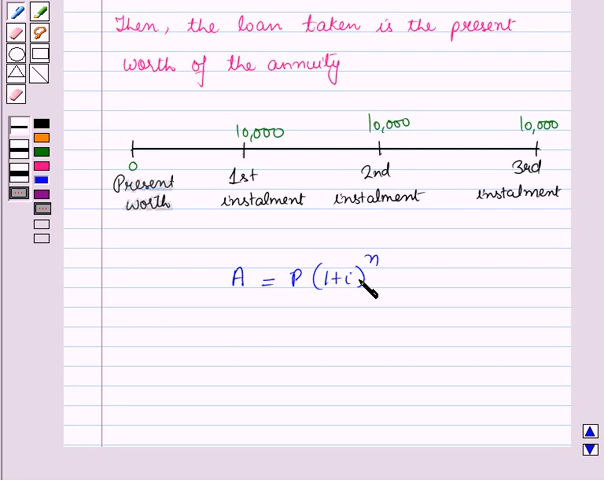 Then, the loan taken is the present
worth of the annuity
10,000 10,000 10,000
0 1st 2nd 3rd
Present instalment instalment instalment
worth
A = P (1+i)^n